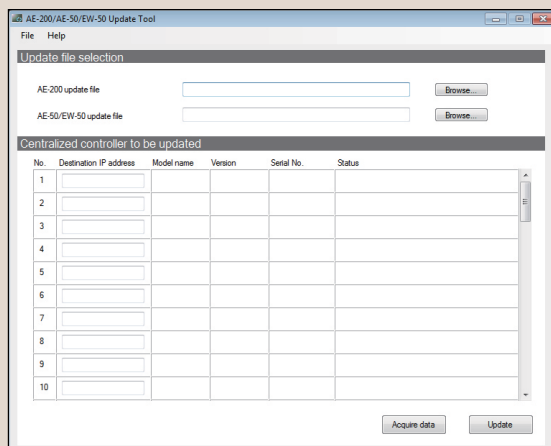 AE-200/AE-50/EW-50 Update Tool
File Help
Update file selection
AE-200 update file Browse...
AE-50/EW-50 update file Browse...
Centralized controller to be updated
No. Destination IP address Model name Version Serial No. Status
1
2
3
4
5
6
7
8
9
10
Acquire data Update